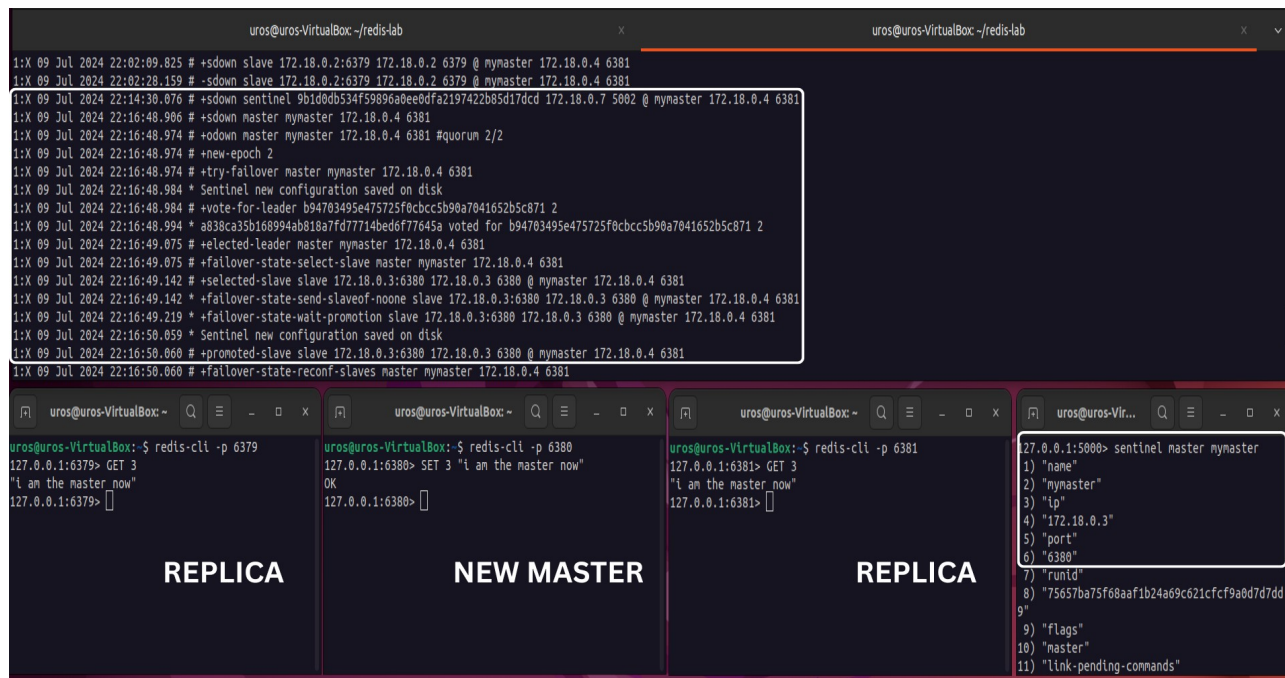 uros@uros-VirtualBox: ~/redis-lab
uros@uros-VirtualBox: ~/redis-lab
1:X 09 Jul 2024 22:02:09.825 # +sdown slave 172.18.0.2:6379 172.18.0.2 6379 @ mymaster 172.18.0.4 6381
1:X 09 Jul 2024 22:02:28.159 # -sdown slave 172.18.0.2:6379 172.18.0.2 6379 @ mymaster 172.18.0.4 6381
1:X 09 Jul 2024 22:14:30.076 # +sdown sentinel 9b1d0db534f59896a0ee0dfa2197422b85d17dcd 172.18.0.7 5002 @ mymaster 172.18.0.4 6381
1:X 09 Jul 2024 22:16:48.906 # +sdown master mymaster 172.18.0.4 6381
1:X 09 Jul 2024 22:16:48.974 # +odown master mymaster 172.18.0.4 6381 #quorum 2/2
1:X 09 Jul 2024 22:16:48.974 # +new-epoch 2
1:X 09 Jul 2024 22:16:48.974 # +try-failover master mymaster 172.18.0.4 6381
1:X 09 Jul 2024 22:16:48.984 * Sentinel new configuration saved on disk
1:X 09 Jul 2024 22:16:48.984 # +vote-for-leader b94703495e475725f0cbcc5b90a7041652b5c871 2
1:X 09 Jul 2024 22:16:48.994 * a838ca35b168994ab818a7fd77714bed6f77645a voted for b94703495e475725f0cbcc5b90a7041652b5c871 2
1:X 09 Jul 2024 22:16:49.075 # +elected-leader master mymaster 172.18.0.4 6381
1:X 09 Jul 2024 22:16:49.075 # +failover-state-select-slave master mymaster 172.18.0.4 6381
1:X 09 Jul 2024 22:16:49.142 # +selected-slave slave 172.18.0.3:6380 172.18.0.3 6380 @ mymaster 172.18.0.4 6381
1:X 09 Jul 2024 22:16:49.142 * +failover-state-send-slaveof-noone slave 172.18.0.3:6380 172.18.0.3 6380 @ mymaster 172.18.0.4 6381
1:X 09 Jul 2024 22:16:49.219 * +failover-state-wait-promotion slave 172.18.0.3:6380 172.18.0.3 6380 @ mymaster 172.18.0.4 6381
1:X 09 Jul 2024 22:16:50.059 * Sentinel new configuration saved on disk
1:X 09 Jul 2024 22:16:50.060 # +promoted-slave slave 172.18.0.3:6380 172.18.0.3 6380 @ mymaster 172.18.0.4 6381
1:X 09 Jul 2024 22:16:50.060 # +failover-state-reconf-slaves master mymaster 172.18.0.4 6381
uros@uros-VirtualBox: ~
uros@uros-VirtualBox:~$ redis-cli -p 6379
127.0.0.1:6379> GET 3
"i am the master now"
127.0.0.1:6379>
REPLICA
uros@uros-VirtualBox: ~
uros@uros-VirtualBox:~$ redis-cli -p 6380
127.0.0.1:6380> SET 3 "i am the master now"
OK
127.0.0.1:6380>
NEW MASTER
uros@uros-VirtualBox: ~
uros@uros-VirtualBox:~$ redis-cli -p 6381
127.0.0.1:6381> GET 3
"i am the master now"
127.0.0.1:6381>
REPLICA
uros@uros-Vir...
127.0.0.1:5000> sentinel master mymaster
1) "name"
2) "mymaster"
3) "ip"
4) "172.18.0.3"
5) "port"
6) "6380"
7) "runid"
8) "75657ba75f68aaf1b24a69c621cfcf9a0d7d7dd
9"
9) "flags"
10) "master"
11) "link-pending-commands"